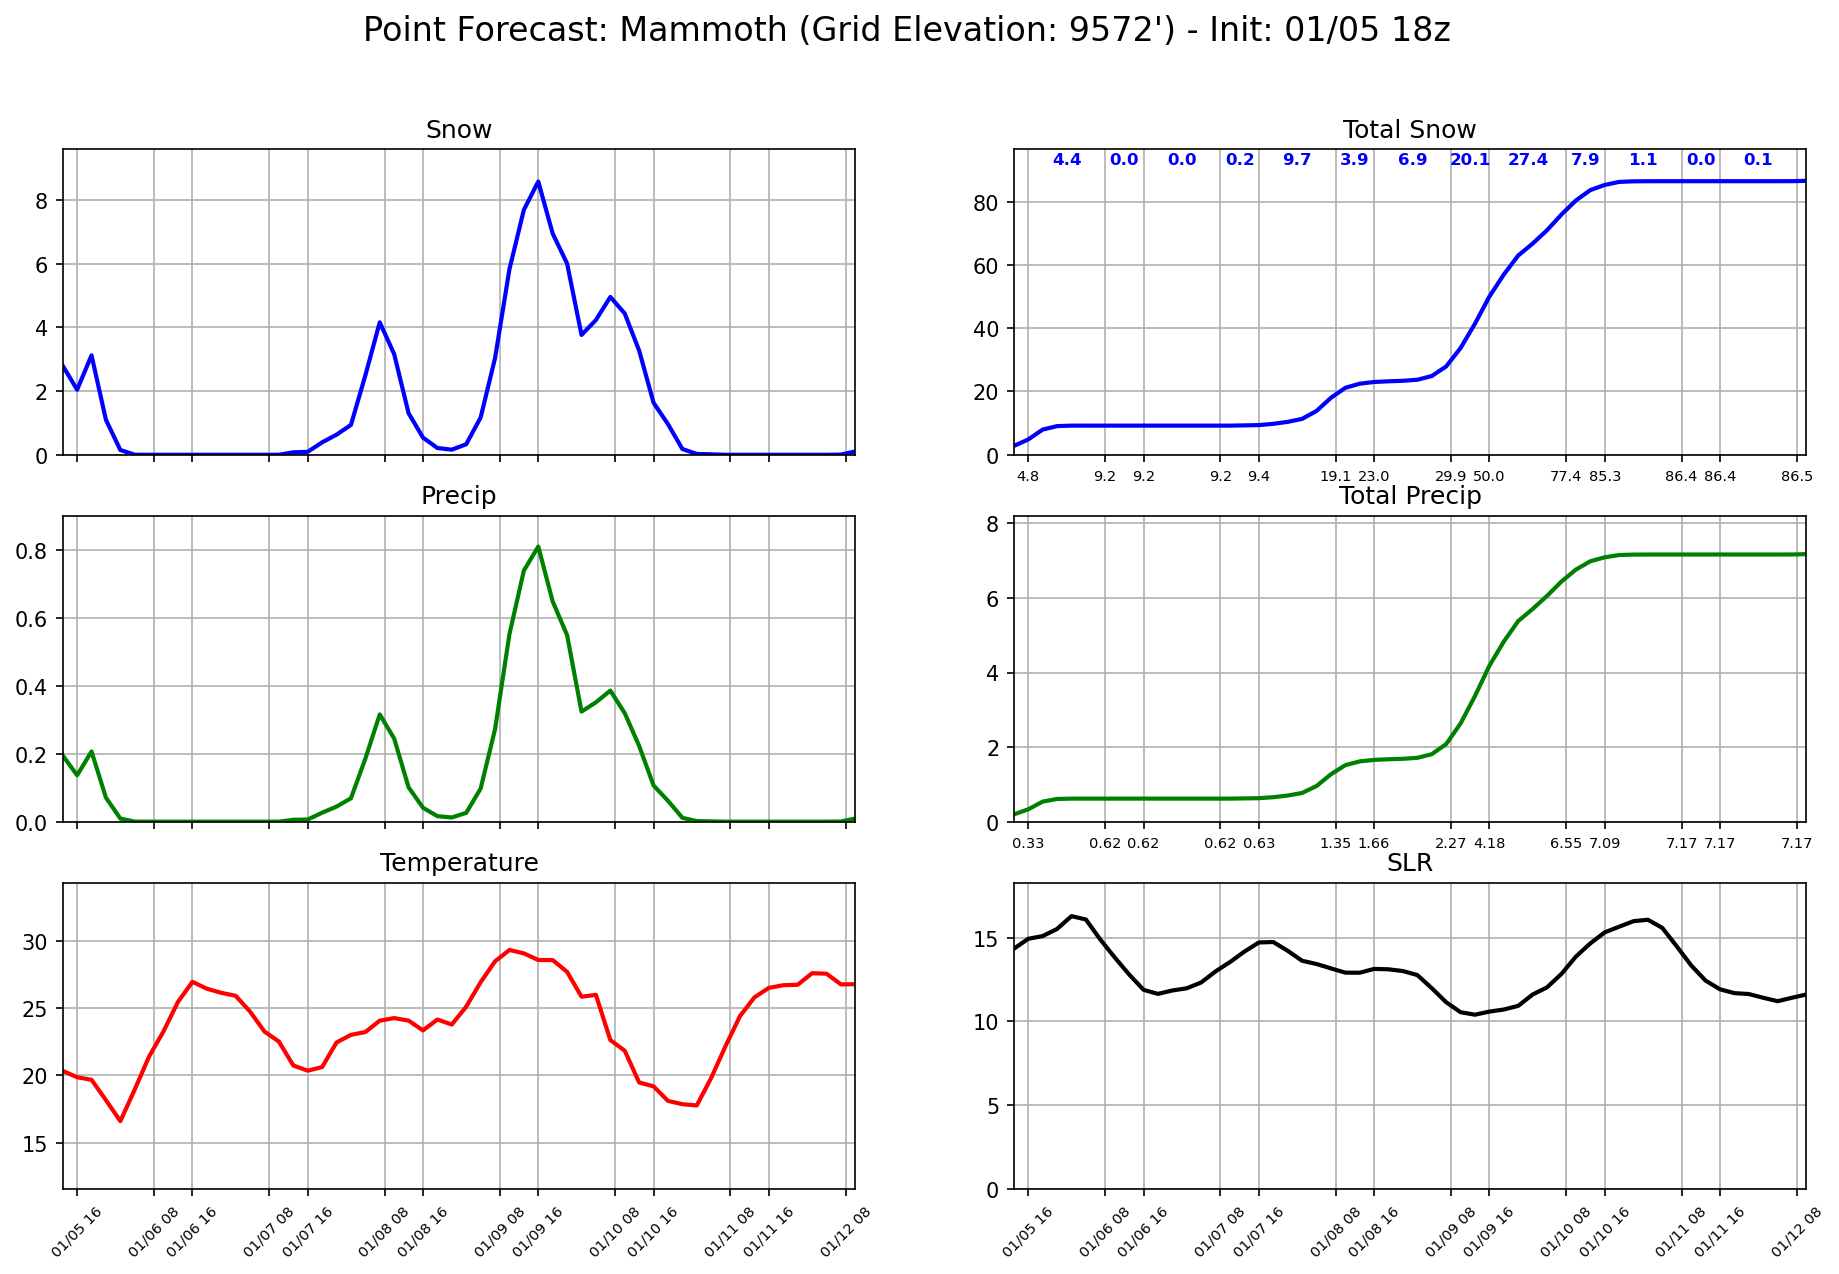 Point Forecast: Mammoth (Grid Elevation: 9572') - Init: 01/05 18z
Snow
8
6
4
2
0
Total Snow
4.4 0.0 0.0 0.2 9.7 3.9 6.9 20.1 27.4 7.9 1.1 0.0 0.1
80
60
40
20
0
4.8 9.2 9.2 9.2 9.4 19.1 23.0 29.9 50.0 77.4 85.3 86.4 86.4 86.5
Precip
0.8
0.6
0.4
0.2
0.0
Total Precip
8
6
4
2
0
0.33 0.62 0.62 0.62 0.63 1.35 1.66 2.27 4.18 6.55 7.09 7.17 7.17 7.17
Temperature
30
25
20
15
01/05 16 01/06 08 01/06 16 01/07 08 01/07 16 01/08 08 01/08 16 01/09 08 01/09 16 01/10 08 01/10 16 01/11 08 01/11 16 01/12 08
SLR
15
10
5
0
01/05 16 01/06 08 01/06 16 01/07 08 01/07 16 01/08 08 01/08 16 01/09 08 01/09 16 01/10 08 01/10 16 01/11 08 01/11 16 01/12 08